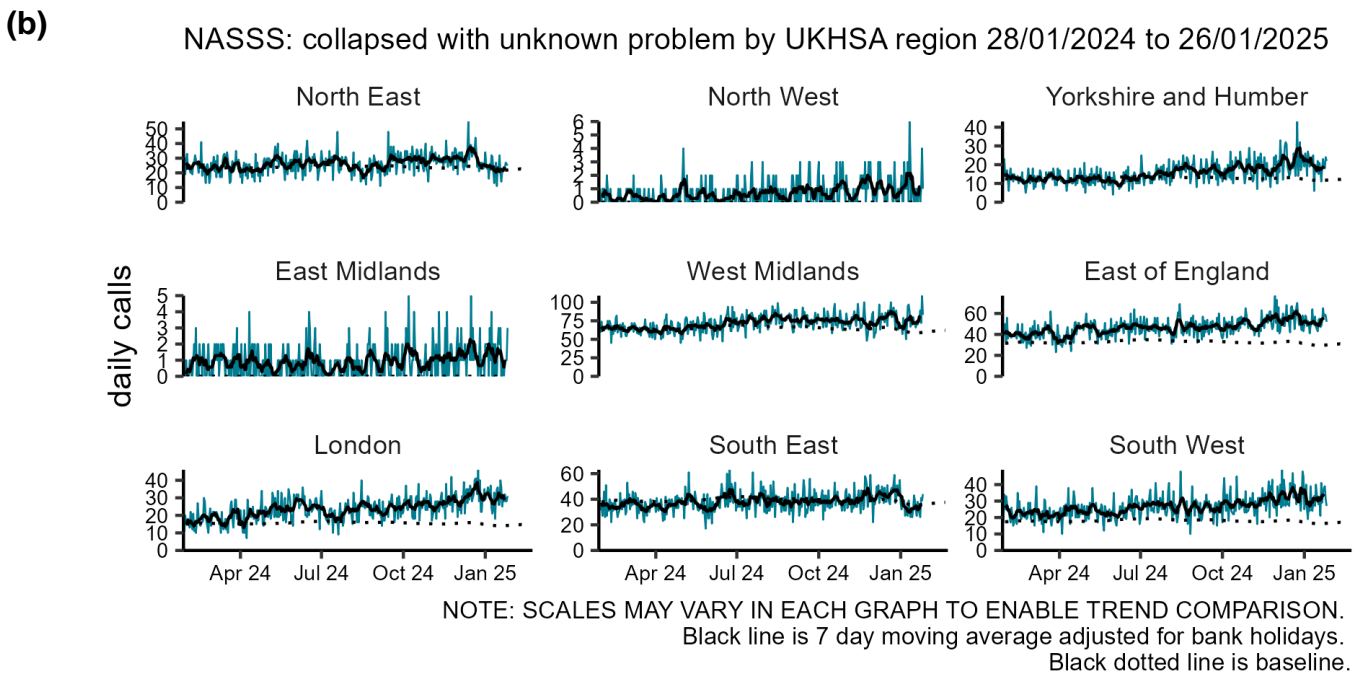 (b)
NASSS: collapsed with unknown problem by UKHSA region 28/01/2024 to 26/01/2025
North East
50
40
30
20
10
0
North West
6
5
4
3
2
1
0
Yorkshire and Humber
40
30
20
10
0
daily calls
East Midlands
5
4
3
2
1
0
West Midlands
100
75
50
25
0
East of England
60
40
20
0
London
40
30
20
10
0
Apr 24 Jul 24 Oct 24 Jan 25
South East
60
40
20
0
Apr 24 Jul 24 Oct 24 Jan 25
South West
40
30
20
10
0
Apr 24 Jul 24 Oct 24 Jan 25
NOTE: SCALES MAY VARY IN EACH GRAPH TO ENABLE TREND COMPARISON.
Black line is 7 day moving average adjusted for bank holidays.
Black dotted line is baseline.